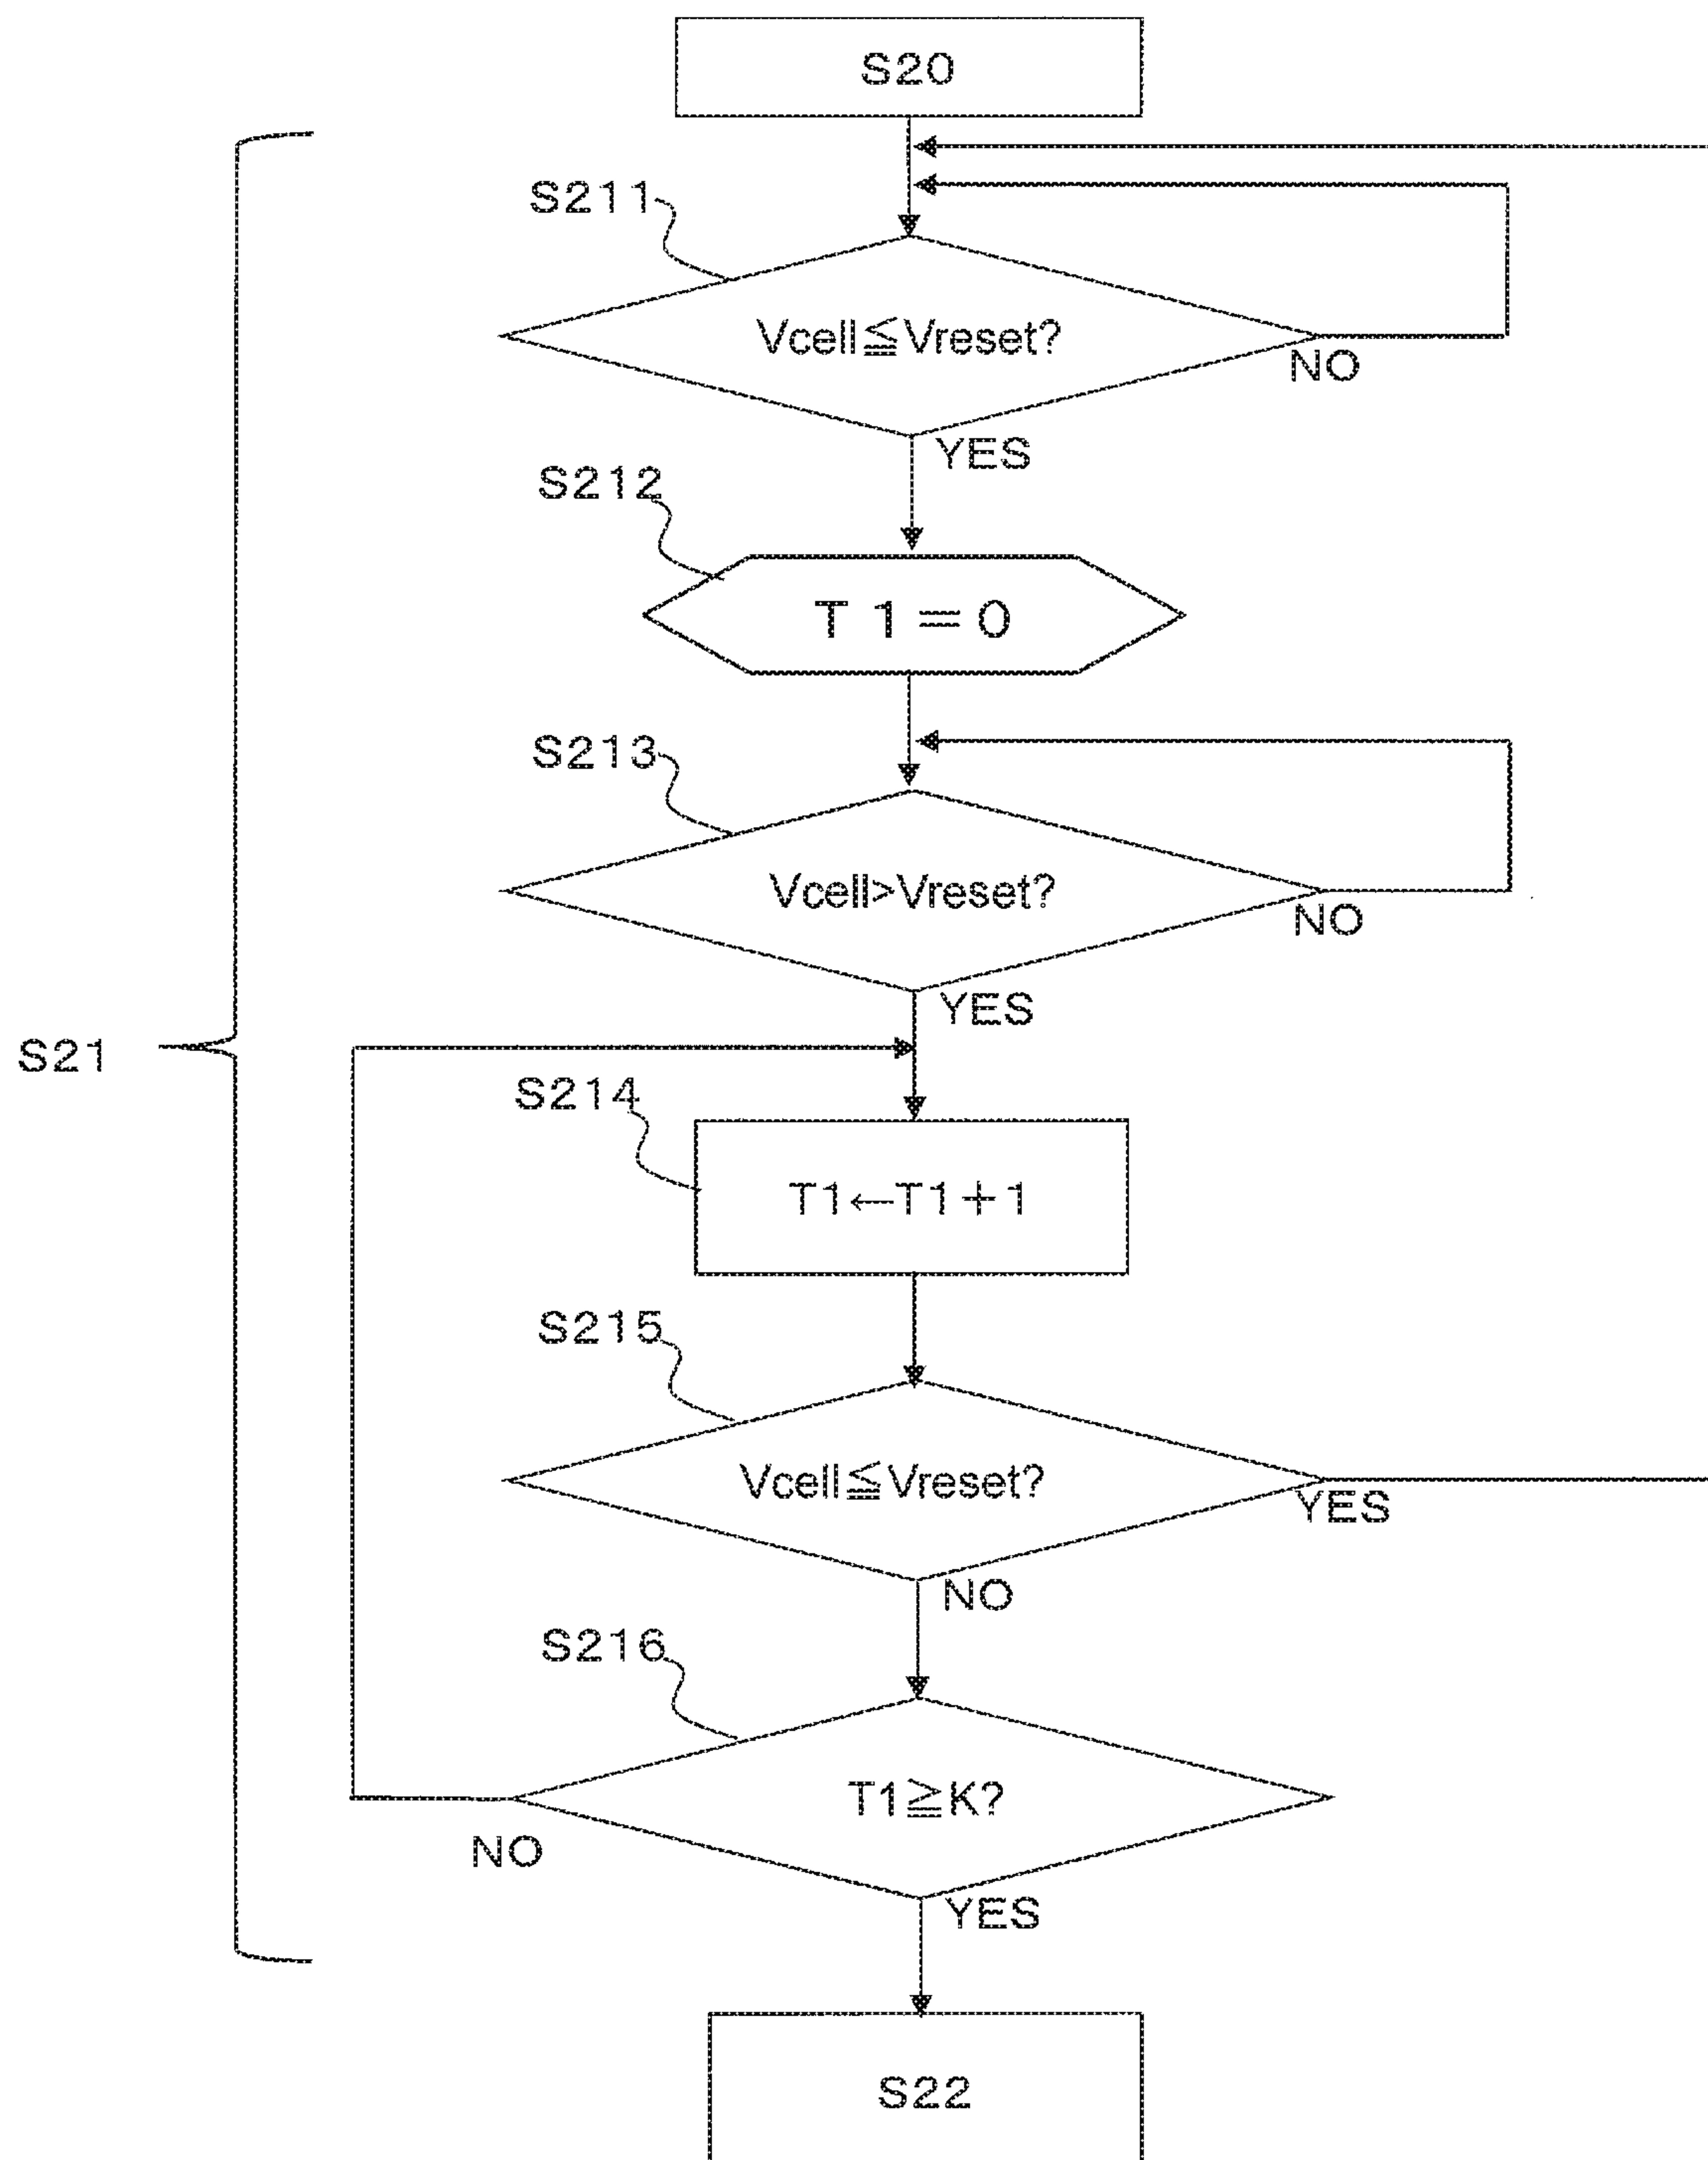 S20
S211
Vcell≦Vreset?
NO
YES
S212
T1=0
S213
Vcell>Vreset?
NO
YES
S21
S214
T1←T1+1
S215
Vcell≦Vreset?
YES
NO
S216
T1≧K?
NO
YES
S22